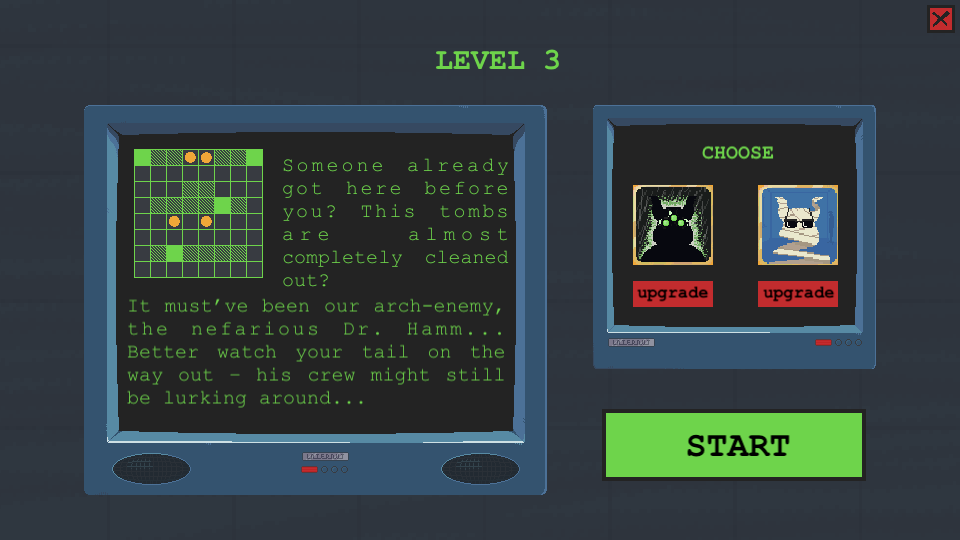 LEVEL 3
Someone already
got here before
you? This tombs
are almost
completely cleaned
out?
It must've been our arch-enemy,
the nefarious Dr. Hamm...
Better watch your tail on the
way out – his crew might still
be lurking around...
CHOOSE
upgrade upgrade
START